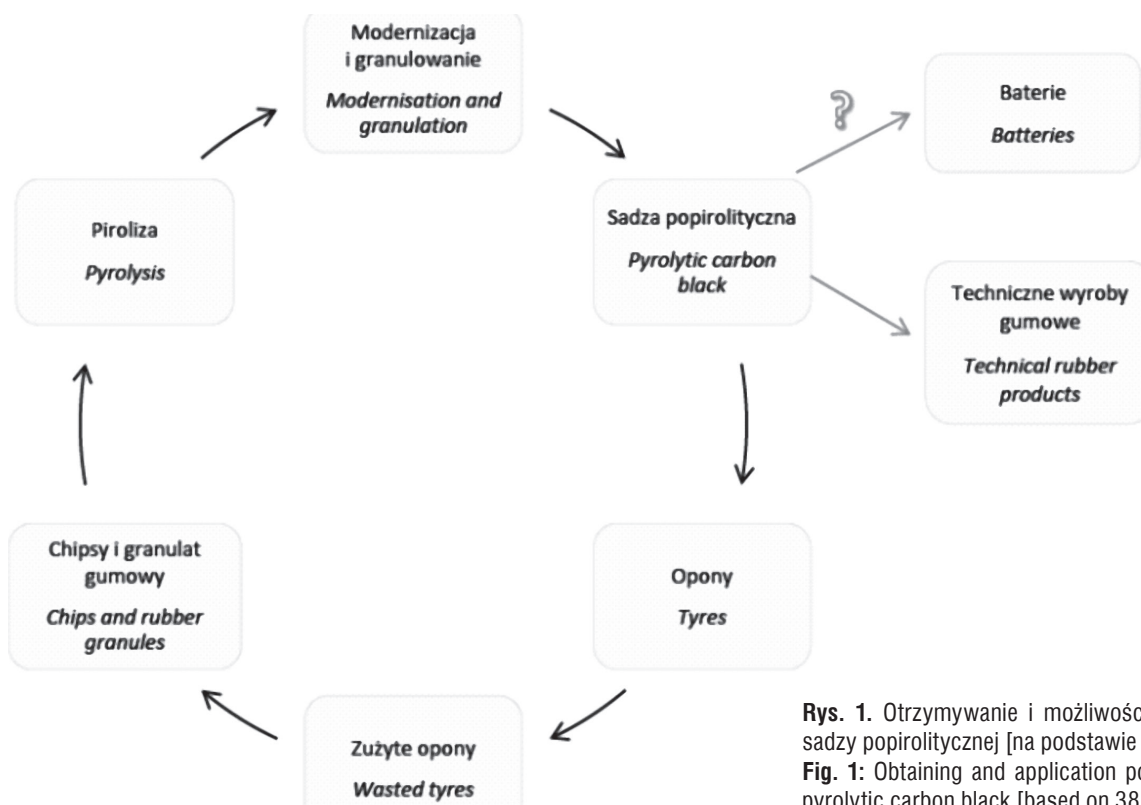 Modernizacja
i granulowanie
Modernisation and
granulation
?
Baterie
Batteries
Piroliza
Pyrolysis
Sadza popirolityczna
Pyrolytic carbon
black
Techniczne wyroby
gumowe
Technical rubber
products
Chipsy i granulat
gumowy
Chips and rubber
granules
Opony
Tyres
Zużyte opony
Wasted tyres
Rys. 1. Otrzymywanie i możliwości
sadzy popirolitycznej [na podstawie
Fig. 1: Obtaining and application po
pyrolytic carbon black [based on 38